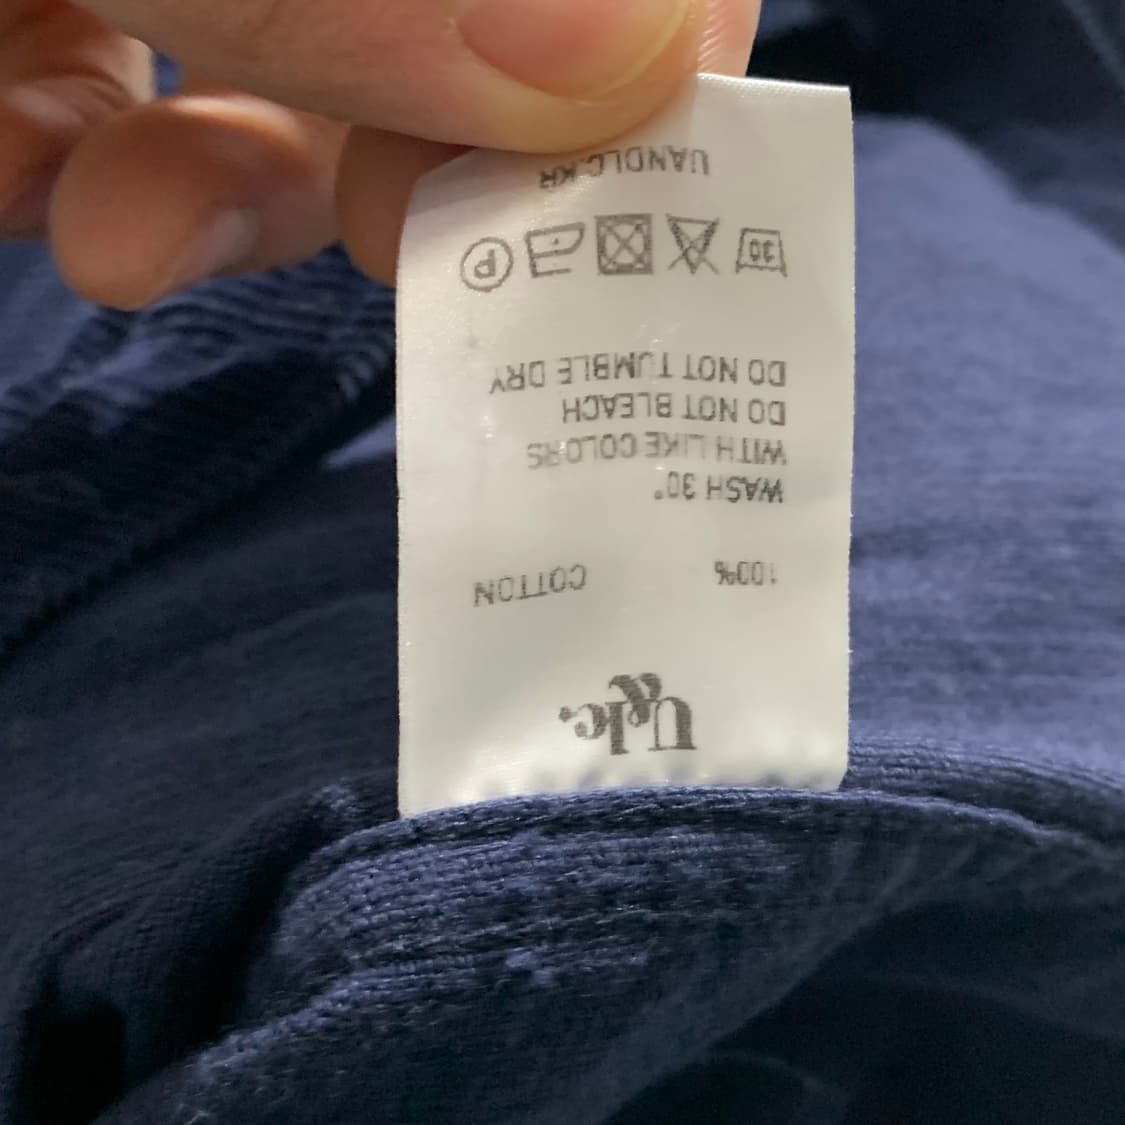 U&lc.
100% COTTON
WASH 30°
WITH LIKE COLORS
DO NOT BLEACH
DO NOT TUMBLE DRY
30 P
UANDLC.KR